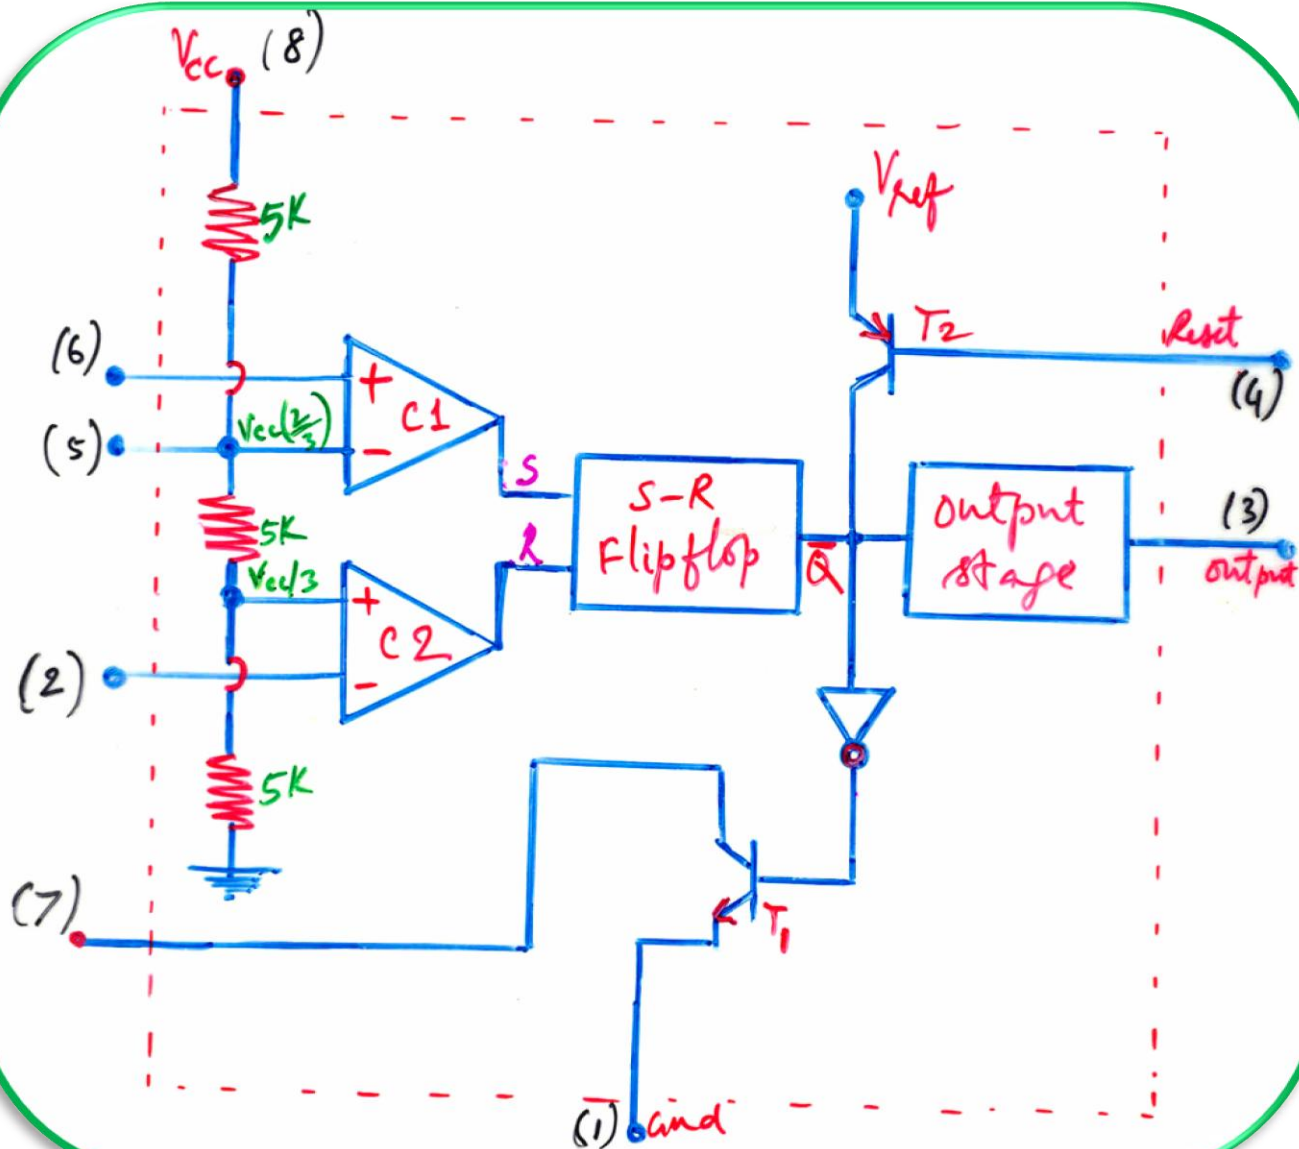 Vcc (8)
5K
Vref
T2
Reset
(4)
(6)
+
C1
-
(5)
Vcc(2/3)
S
S-R
Flipflop
Q̅
output
stage
(3)
output
5K
R
Vcc/3
+
C2
-
(2)
5K
(7)
T1
(1) Gnd